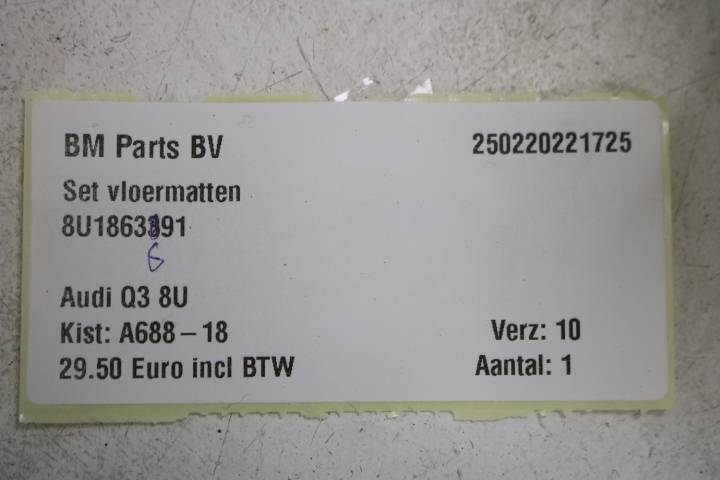 BM Parts BV 250220221725
Set vloermatten
8U1863391
6
Audi Q3 8U
Kist: A688-18 Verz: 10
29.50 Euro incl BTW Aantal: 1